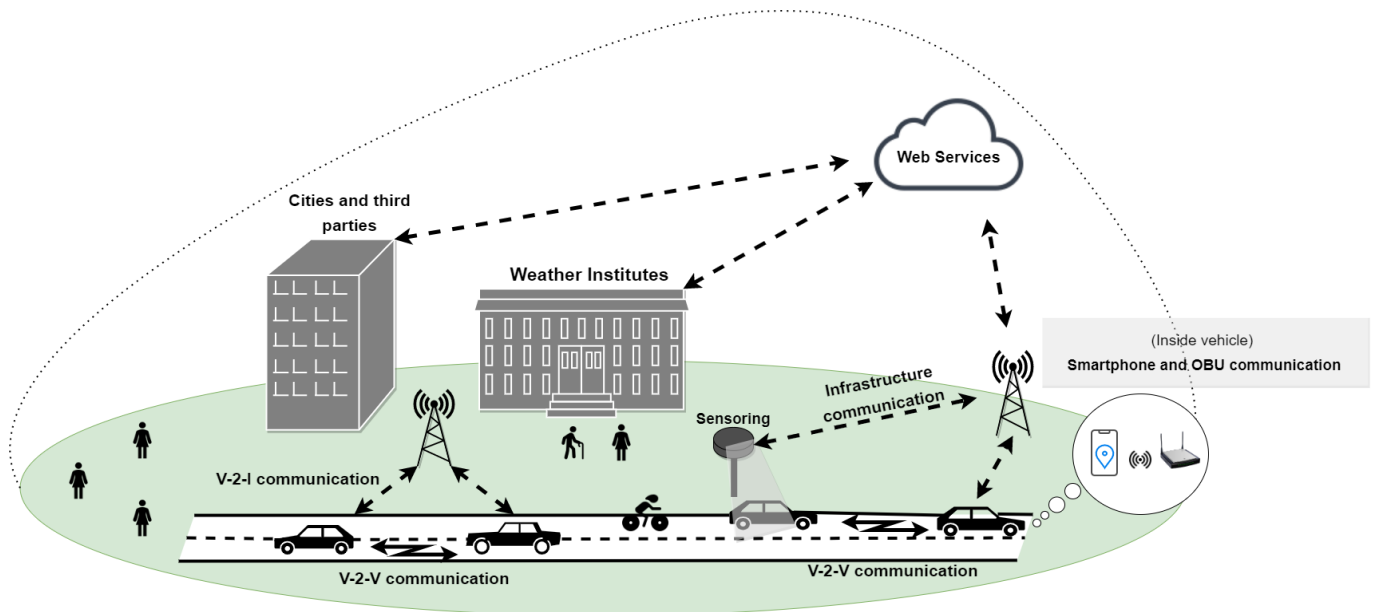 Web Services
Cities and third
parties
Weather Institutes
(Inside vehicle)
Smartphone and OBU communication
Infrastructure
communication
Sensoring
V-2-I communication
V-2-V communication
V-2-V communication